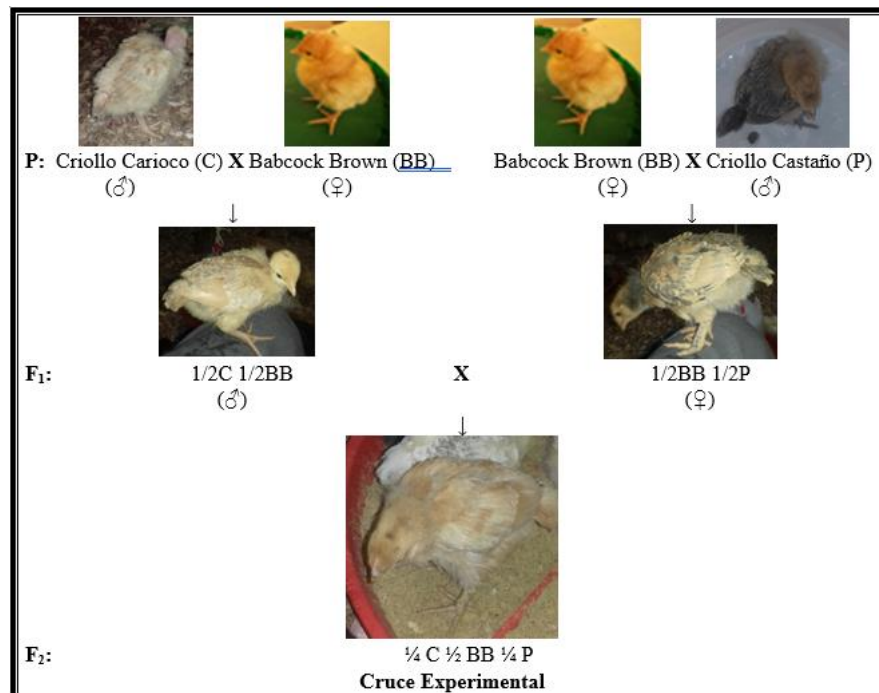 P: Criollo Carioco (C) X Babcock Brown (BB) Babcock Brown (BB) X Criollo Castaño (P)
(♂) (♀) (♀) (♂)
↓ ↓
F₁: 1/2C 1/2BB X 1/2BB 1/2P
(♂) (♀)
↓
F₂: ¼ C ½ BB ¼ P
Cruce Experimental